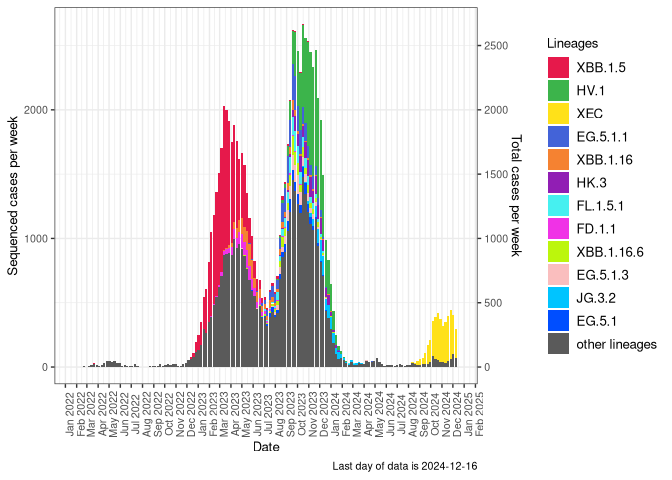 Sequenced cases per week
2000
1000
0
2500
2000
1500
1000
500
0
Total cases per week
Jan 2022
Feb 2022
Mar 2022
Apr 2022
May 2022
Jun 2022
Jul 2022
Aug 2022
Sep 2022
Oct 2022
Nov 2022
Dec 2022
Jan 2023
Feb 2023
Mar 2023
Apr 2023
May 2023
Jun 2023
Jul 2023
Aug 2023
Sep 2023
Oct 2023
Nov 2023
Dec 2023
Jan 2024
Feb 2024
Mar 2024
Apr 2024
May 2024
Jun 2024
Jul 2024
Aug 2024
Sep 2024
Oct 2024
Nov 2024
Dec 2024
Jan 2025
Feb 2025
Date
Last day of data is 2024-12-16
Lineages
XBB.1.5
HV.1
XEC
EG.5.1.1
XBB.1.16
HK.3
FL.1.5.1
FD.1.1
XBB.1.16.6
EG.5.1.3
JG.3.2
EG.5.1
other lineages